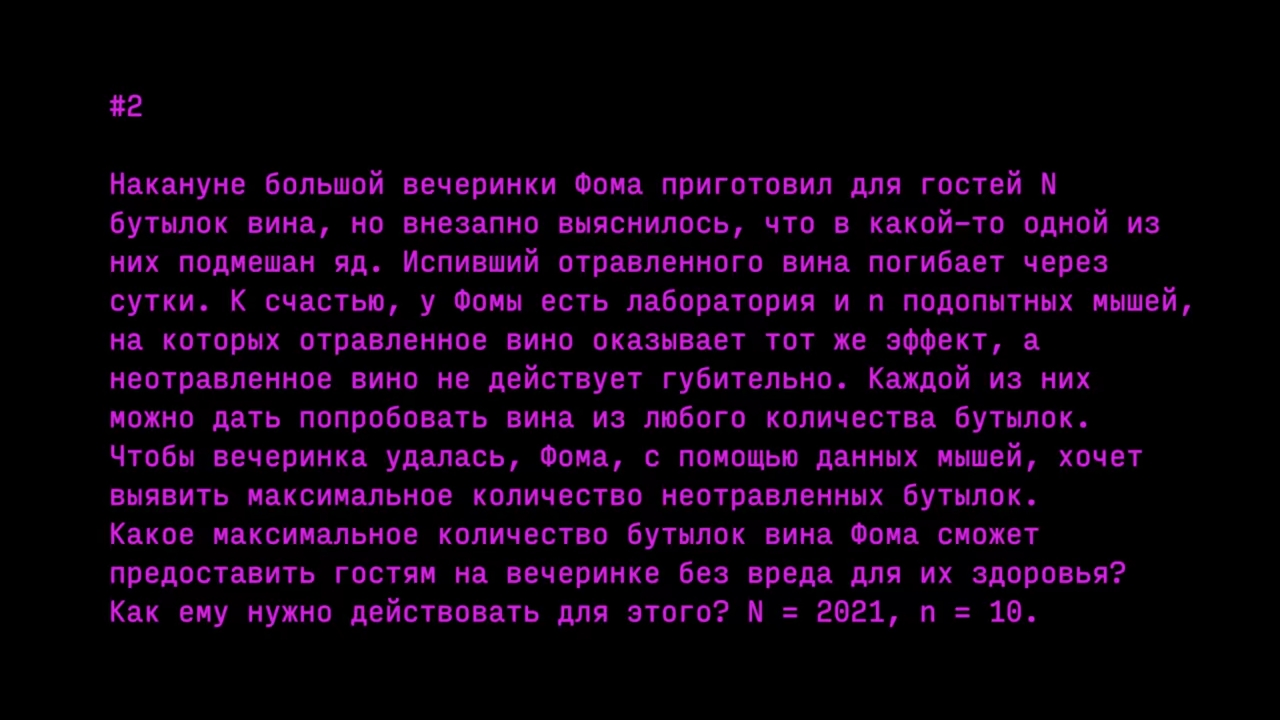 #2
Накануне большой вечеринки Фома приготовил для гостей N
бутылок вина, но внезапно выяснилось, что в какой-то одной из
них подмешан яд. Испивший отравленного вина погибает через
сутки. К счастью, у Фомы есть лаборатория и n подопытных мышей,
на которых отравленное вино оказывает тот же эффект, а
неотравленное вино не действует губительно. Каждой из них
можно дать попробовать вина из любого количества бутылок.
Чтобы вечеринка удалась, Фома, с помощью данных мышей, хочет
выявить максимальное количество неотравленных бутылок.
Какое максимальное количество бутылок вина Фома сможет
предоставить гостям на вечеринке без вреда для их здоровья?
Как ему нужно действовать для этого? N = 2021, n = 10.